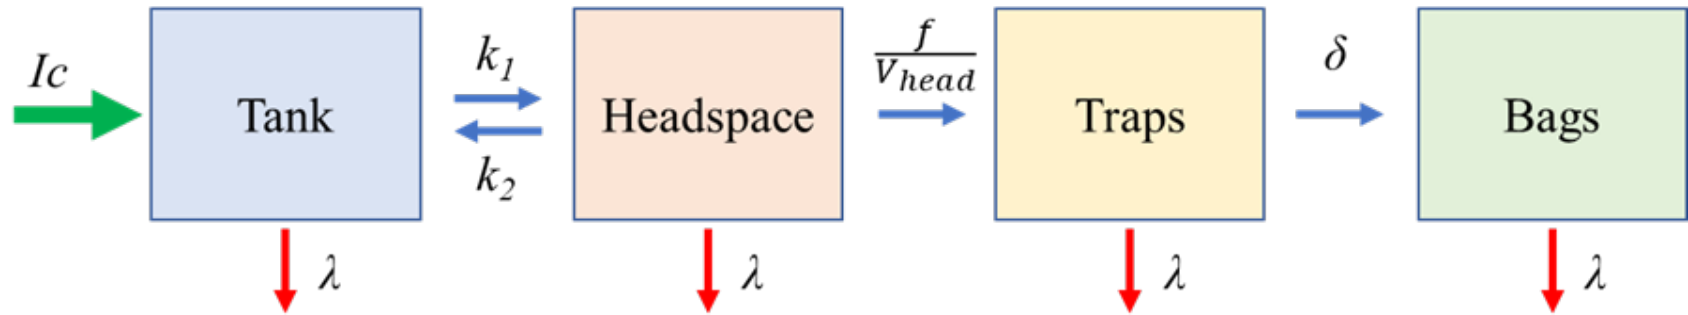 Ic
Tank
k1
k2
Headspace
f
Vhead
Traps
δ
Bags
λ
λ
λ
λ